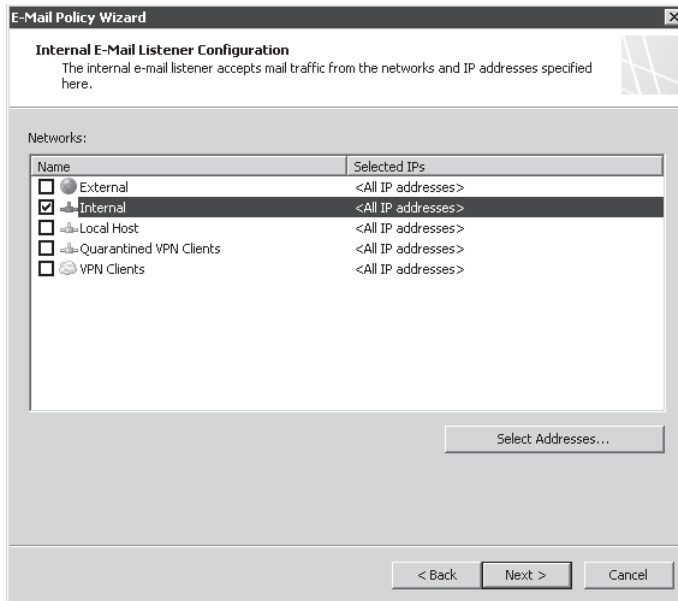 E-Mail Policy Wizard
Internal E-Mail Listener Configuration
The internal e-mail listener accepts mail traffic from the networks and IP addresses specified
here.
Networks:
Name Selected IPs
External <All IP addresses>
Internal <All IP addresses>
Local Host <All IP addresses>
Quarantined VPN Clients <All IP addresses>
VPN Clients <All IP addresses>
Select Addresses...
< Back Next > Cancel